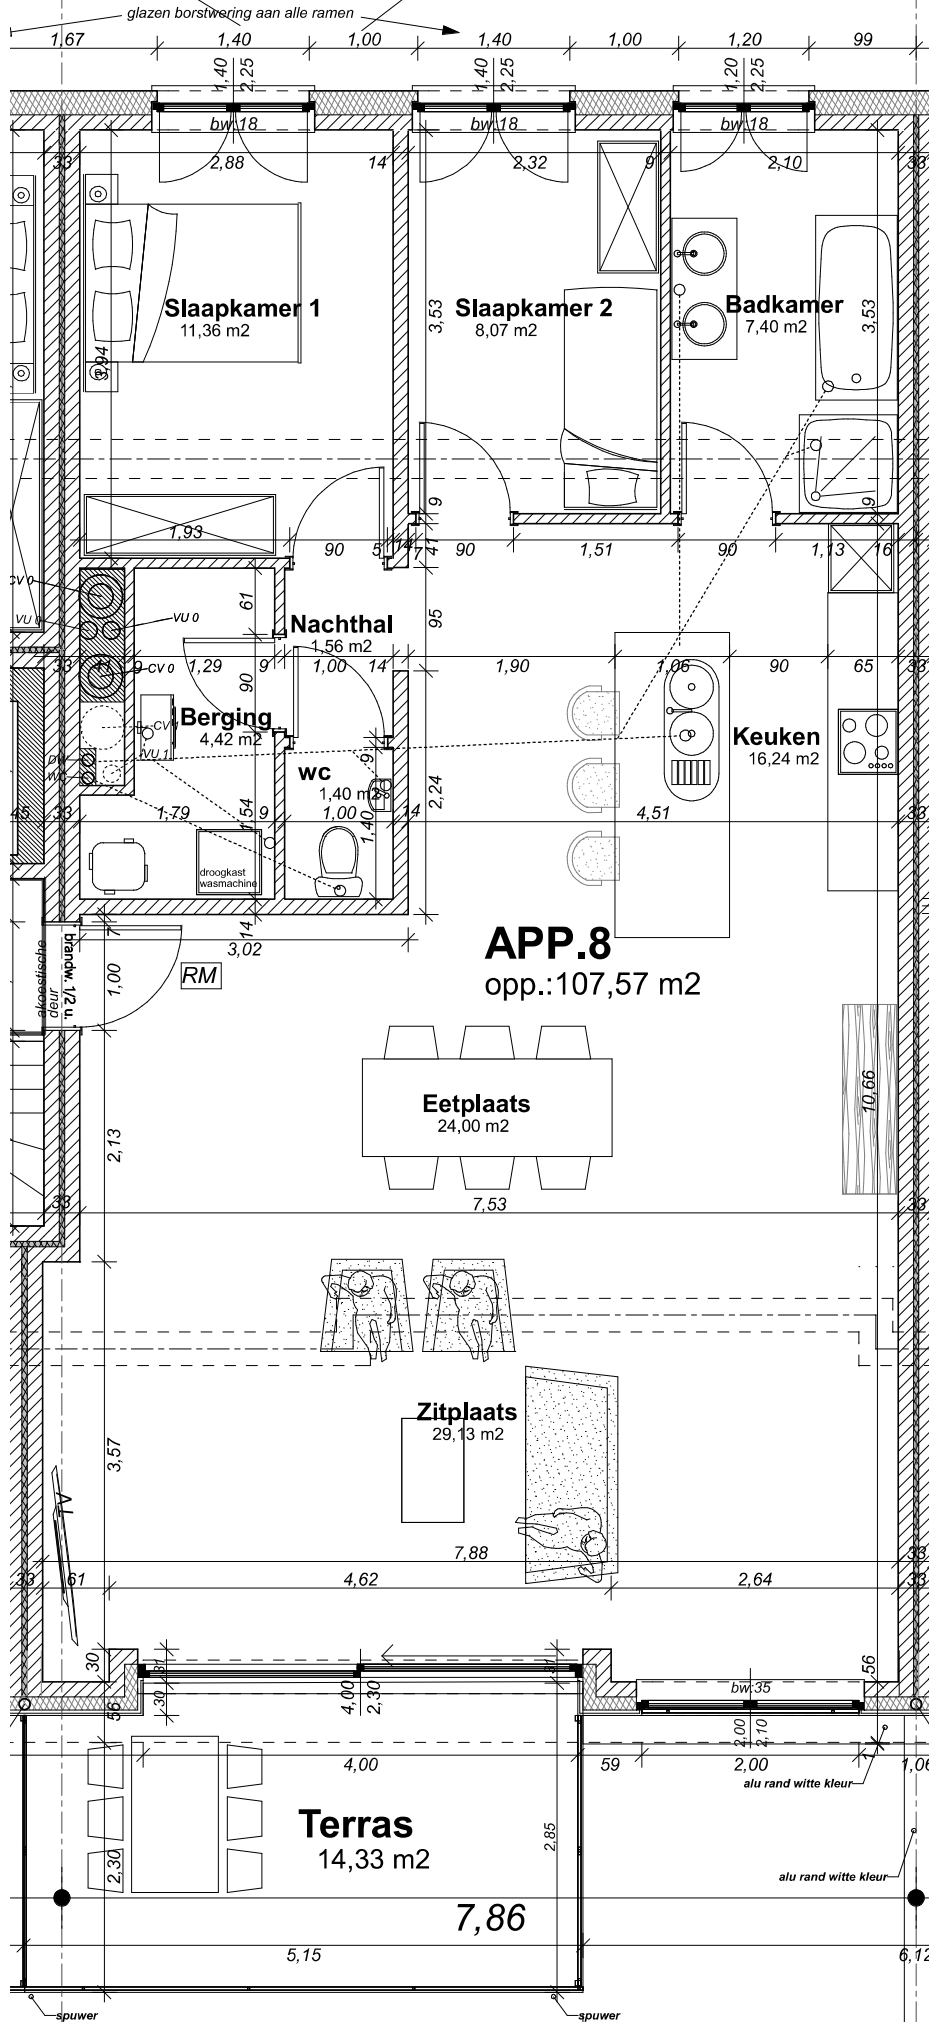 glazen borstwering aan alle ramen
1,67 1,40 1,00 1,40 1,00 1,20 99
1,40 2,25 1,40 2,25 1,20 2,25
bw:18 bw:18 bw:18
33 2,88 14 2,32 9 2,10 33
Slaapkamer 1
11,36 m2
Slaapkamer 2
8,07 m2
Badkamer
7,40 m2
3,94 3,53 3,53
9 9
1,93 90 5 14 7 41 90 1,51 90 1,13 16
CV 0
VU 0
VU 0
61
Nachthal
1,56 m2
95
33 9 1,29 9 1,00 14 1,90 1,06 90 65 33
CV 0
90
Berging
4,42 m2
CV
VU 1
DW
WC
wc
1,40 m2
9
2,24
Keuken
16,24 m2
45 33 1,79 9 1,54 1,00 1,40 14 4,51 33
droogkast
wasmachine
14
3,02
APP.8
opp.:107,57 m2
7
1,00
RM
akoestische
deur
brandw. 1/2 u.
Eetplaats
24,00 m2
10,66
2,13
33 7,53 33
Zitplaats
29,13 m2
3,57
7,88 33
33 61 4,62 2,64 33
30 31 31 56
30 56 4,00 2,30
bw:35
2,00 2,10
4,00 59 2,00 1,06
alu rand witte kleur
Terras
14,33 m2
2,30 2,85
alu rand witte kleur
7,86
5,15 6,12
spuwer spuwer